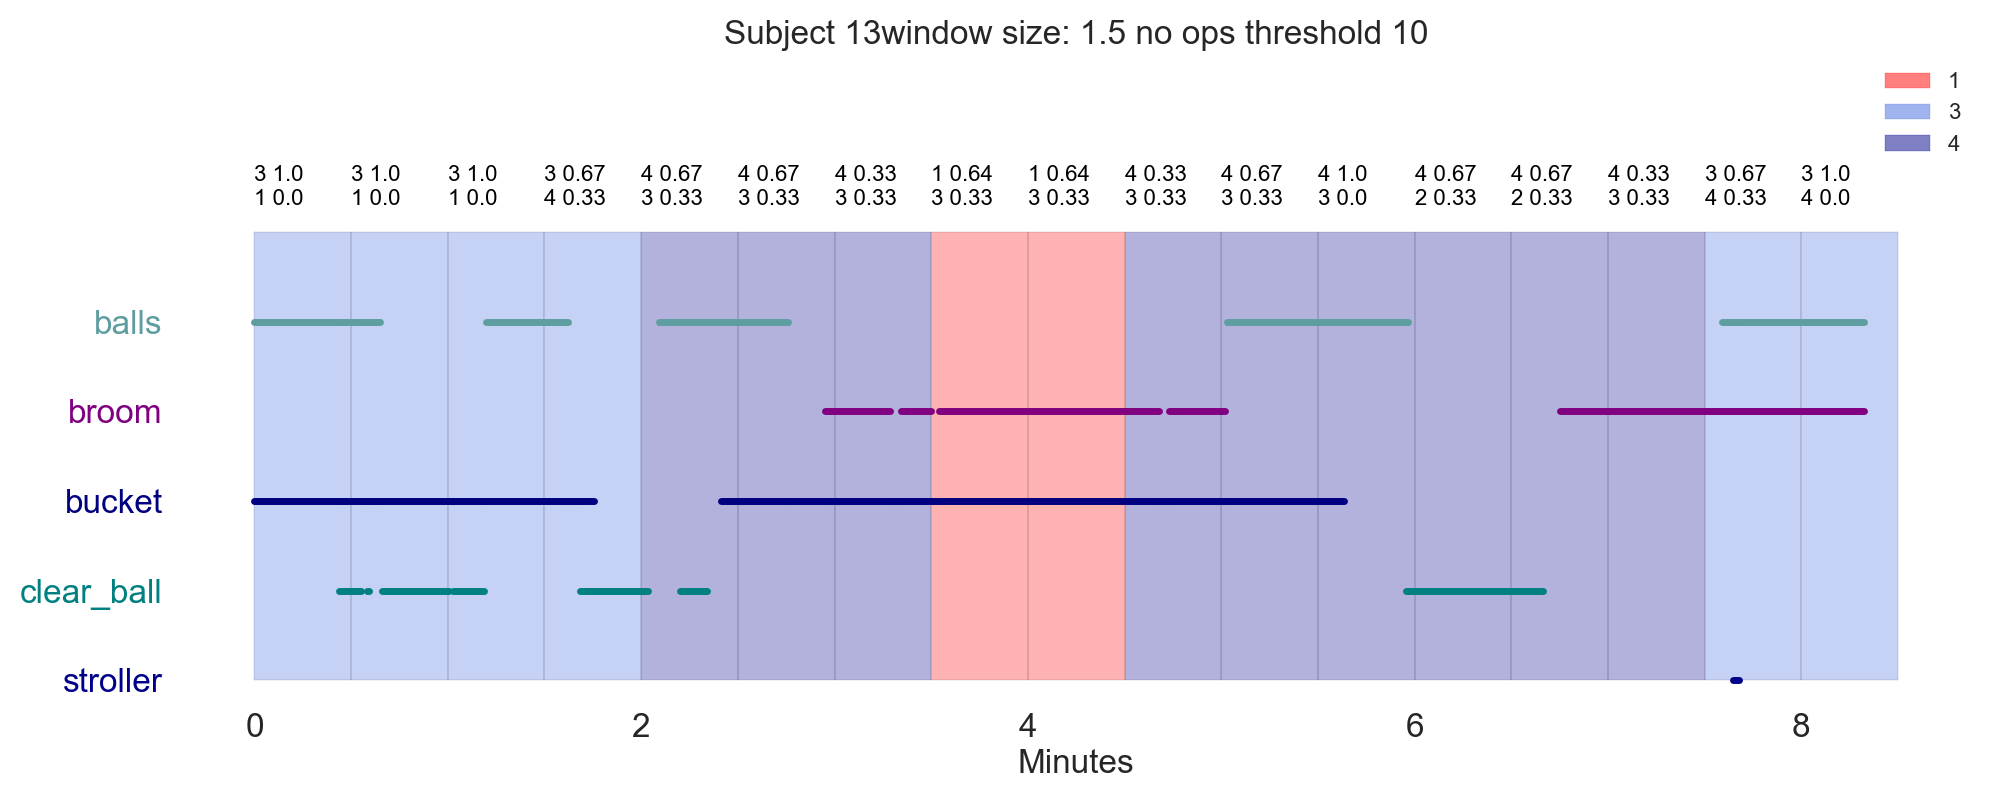 Subject 13window size: 1.5 no ops threshold 10
1
3
4
3 1.0 3 1.0 3 1.0 3 0.67 4 0.67 4 0.67 4 0.33 1 0.64 1 0.64 4 0.33 4 0.67 4 1.0 4 0.67 4 0.67 4 0.33 3 0.67 3 1.0
1 0.0 1 0.0 1 0.0 4 0.33 3 0.33 3 0.33 3 0.33 3 0.33 3 0.33 3 0.33 3 0.33 3 0.0 2 0.33 2 0.33 3 0.33 4 0.33 4 0.0
balls
broom
bucket
clear_ball
stroller
0 2 4 6 8
Minutes